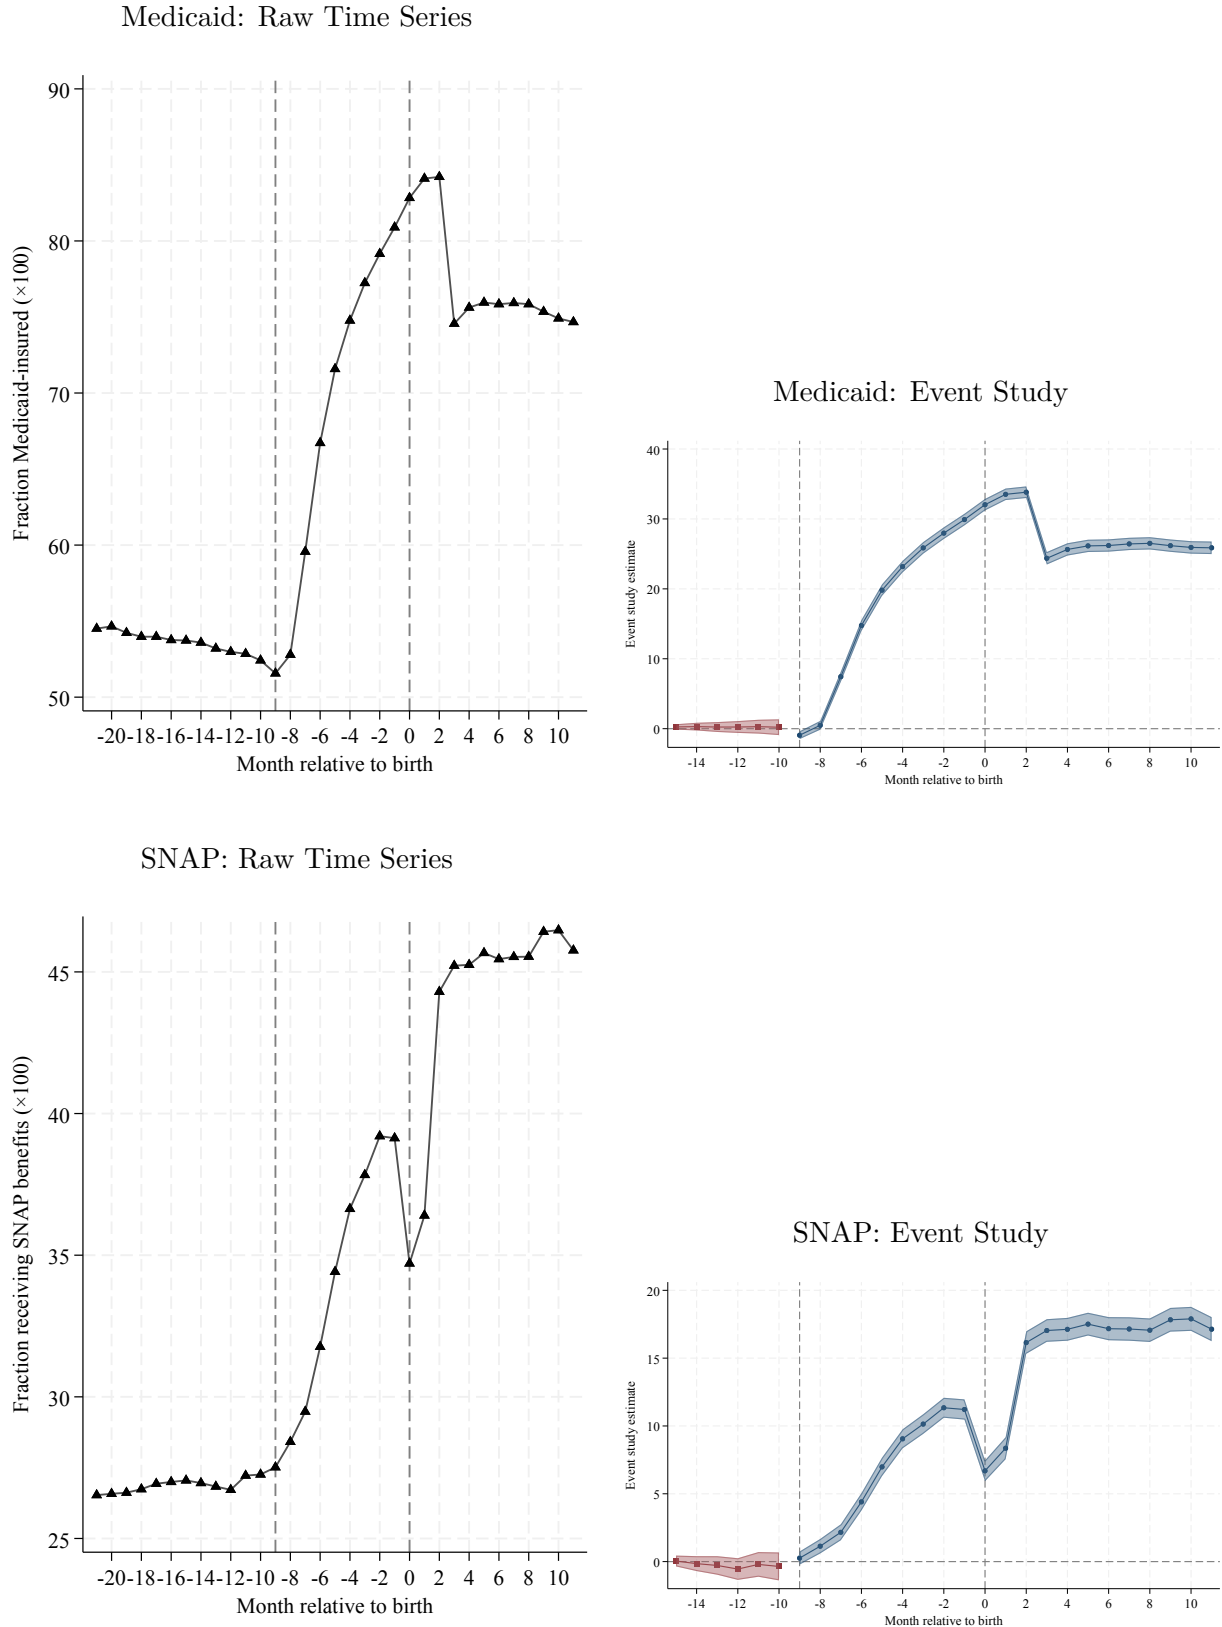 Medicaid: Raw Time Series
90
80
70
60
50
Fraction Medicaid-insured (×100)
-20 -18 -16 -14 -12 -10 -8 -6 -4 -2 0 2 4 6 8 10
Month relative to birth
Medicaid: Event Study
40
30
20
10
0
Event study estimate
-14 -12 -10 -8 -6 -4 -2 0 2 4 6 8 10
Month relative to birth
SNAP: Raw Time Series
45
40
35
30
25
Fraction receiving SNAP benefits (×100)
-20 -18 -16 -14 -12 -10 -8 -6 -4 -2 0 2 4 6 8 10
Month relative to birth
SNAP: Event Study
20
15
10
5
0
Event study estimate
-14 -12 -10 -8 -6 -4 -2 0 2 4 6 8 10
Month relative to birth